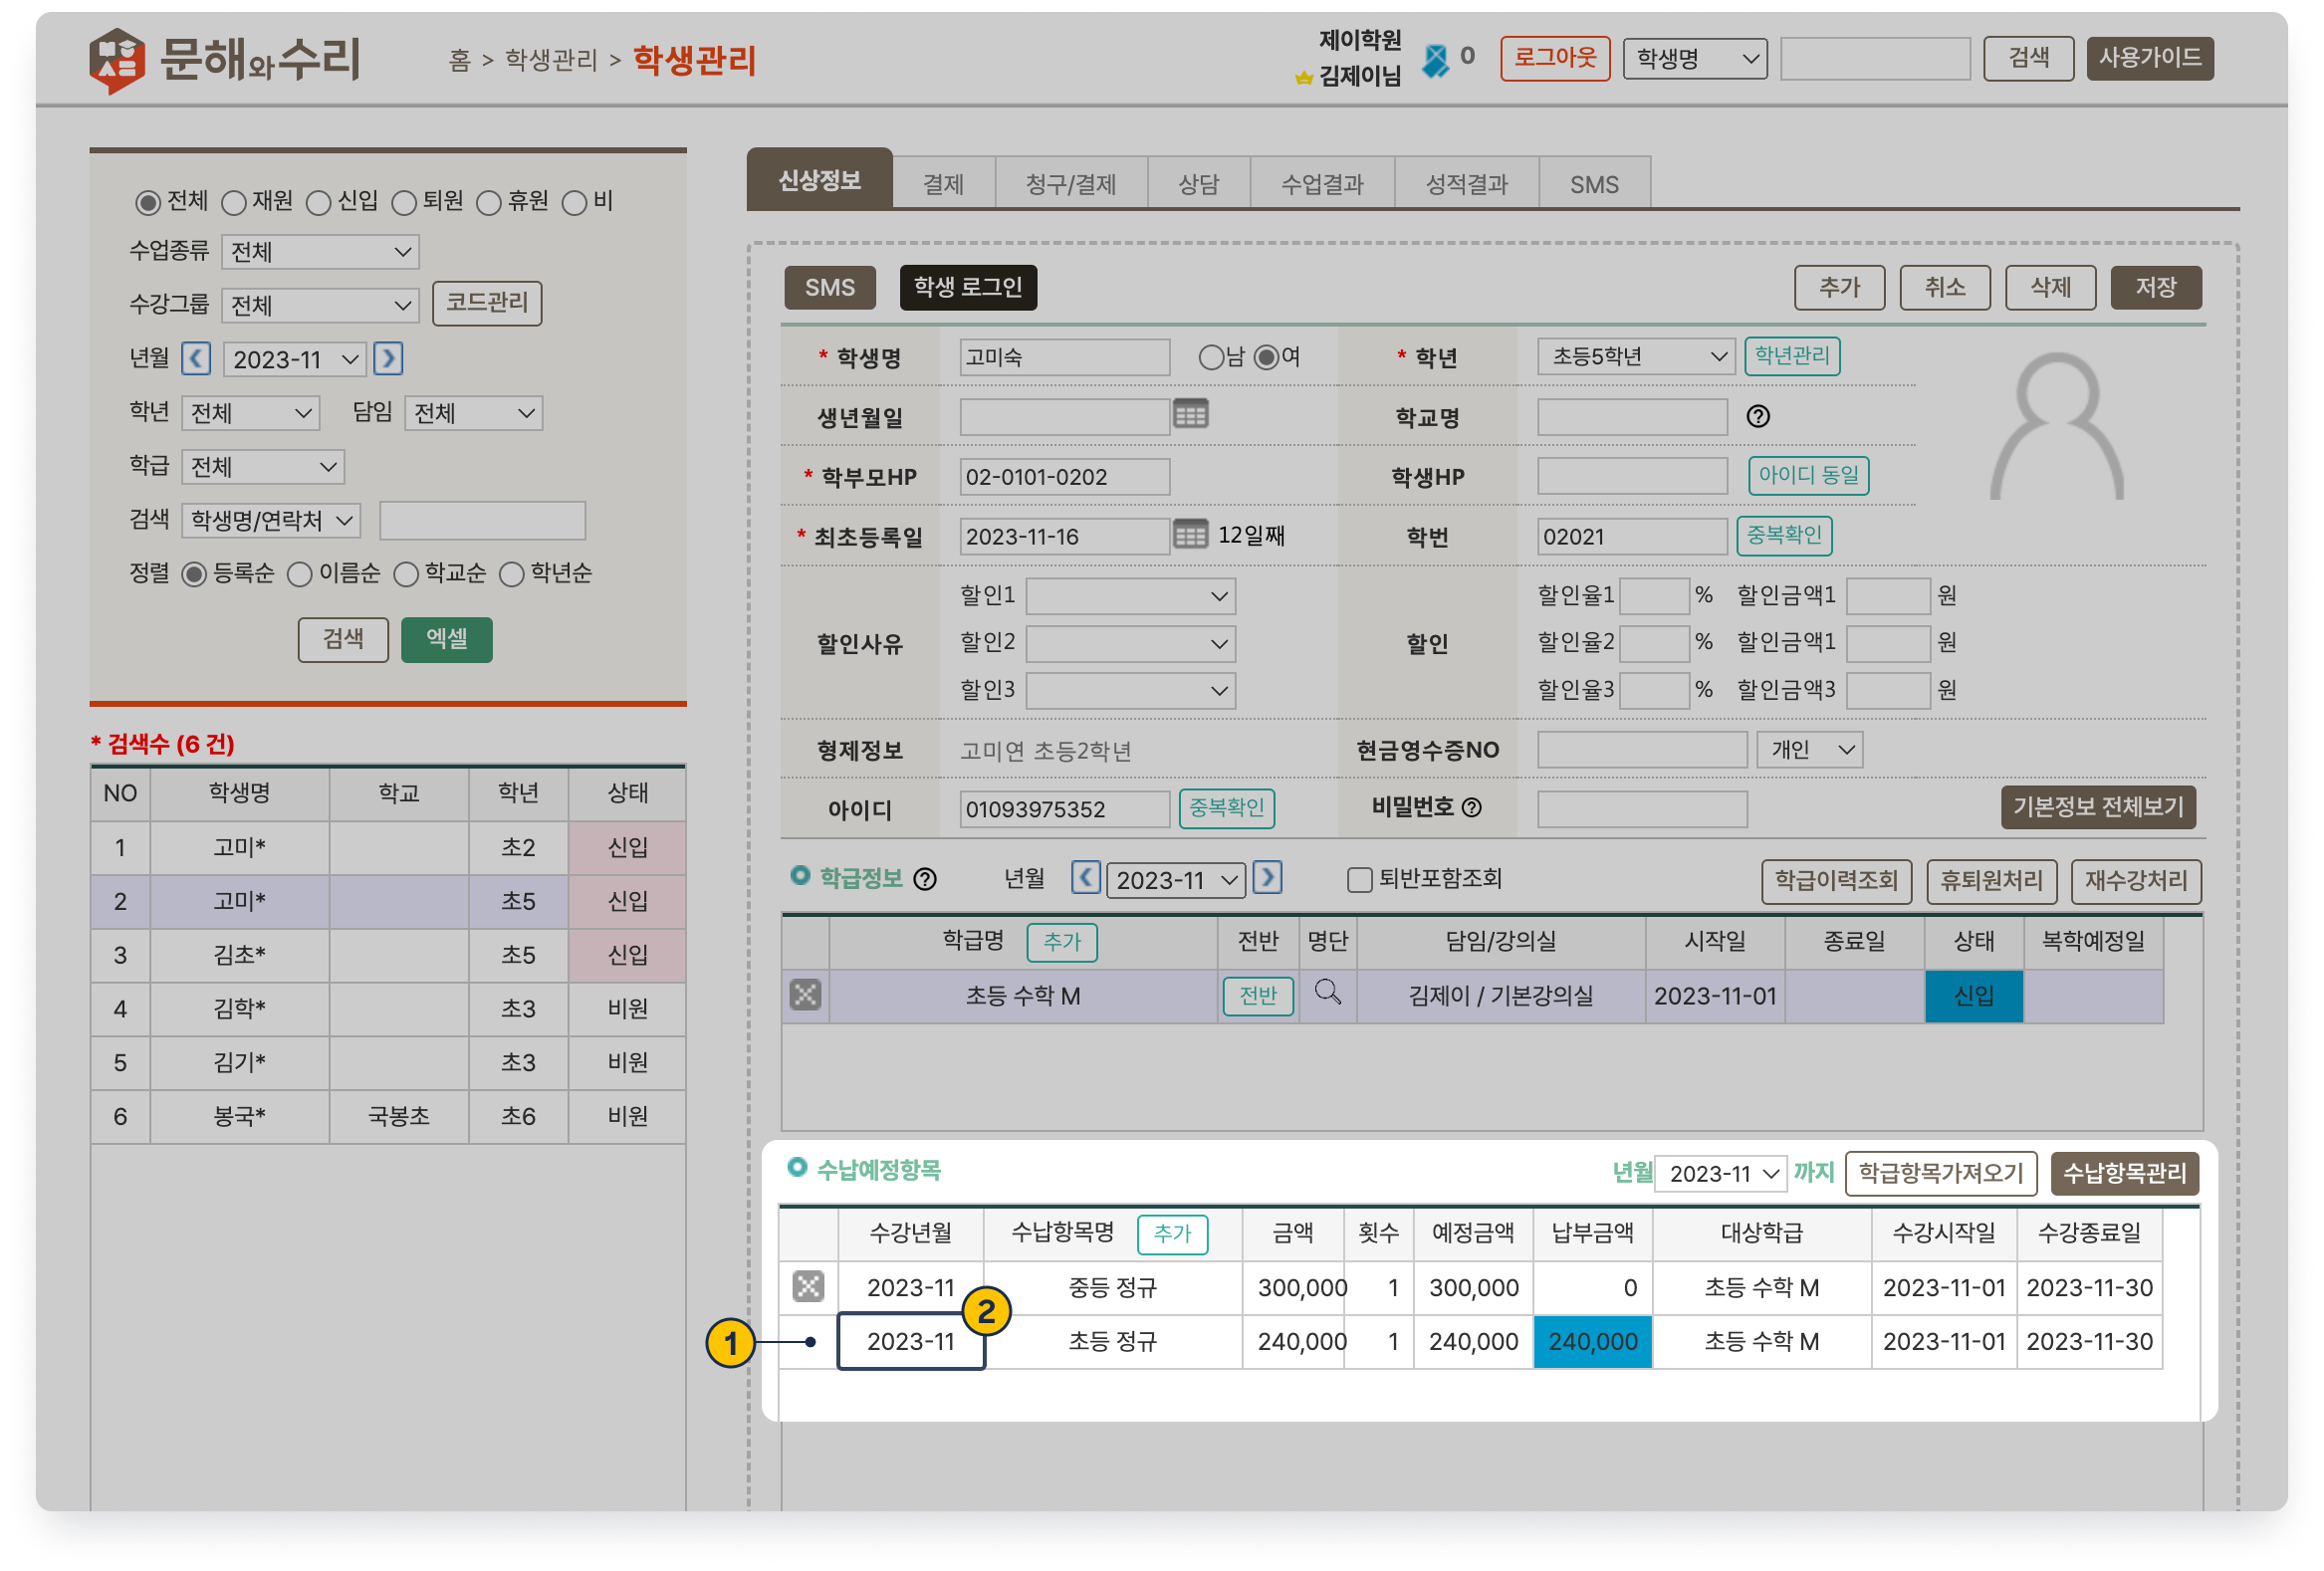 문해와수리
홈 > 학생관리 > 학생관리
제이학원
김제이님
0
로그아웃
학생명
검색
사용가이드
전체 재원 신입 퇴원 휴원 비
수업종류 전체
수강그룹 전체 코드관리
년월 2023-11
학년 전체 담임 전체
학급 전체
검색 학생명/연락처
정렬 등록순 이름순 학교순 학년순
검색 엑셀
* 검색수 (6 건)
NO 학생명 학교 학년 상태
1 고미* 초2 신입
2 고미* 초5 신입
3 김초* 초5 신입
4 김학* 초3 비원
5 김기* 초3 비원
6 봉국* 국봉초 초6 비원
신상정보 결제 청구/결제 상담 수업결과 성적결과 SMS
SMS 학생 로그인 추가 취소 삭제 저장
* 학생명 고미숙 남 여 * 학년 초등5학년 학년관리
생년월일 학교명 ?
* 학부모HP 02-0101-0202 학생HP 아이디 동일
* 최초등록일 2023-11-16 12일째 학번 02021 중복확인
할인사유 할인
할인1 할인율1 % 할인금액1 원
할인2 할인율2 % 할인금액1 원
할인3 할인율3 % 할인금액3 원
형제정보 고미연 초등2학년 현금영수증NO 개인
아이디 01093975352 중복확인 비밀번호 ? 기본정보 전체보기
학급정보 ? 년월 2023-11 퇴반포함조회 학급이력조회 휴퇴원처리 재수강처리
학급명 추가 전반 명단 담임/강의실 시작일 종료일 상태 복학예정일
초등 수학 M 전반 김제이 / 기본강의실 2023-11-01 신입
수납예정항목 년월 2023-11 까지 학급항목가져오기 수납항목관리
수강년월 수납항목명 추가 금액 횟수 예정금액 납부금액 대상학급 수강시작일 수강종료일
2023-11 중등 정규 300,000 1 300,000 0 초등 수학 M 2023-11-01 2023-11-30
2
1
2023-11 초등 정규 240,000 1 240,000 240,000 초등 수학 M 2023-11-01 2023-11-30